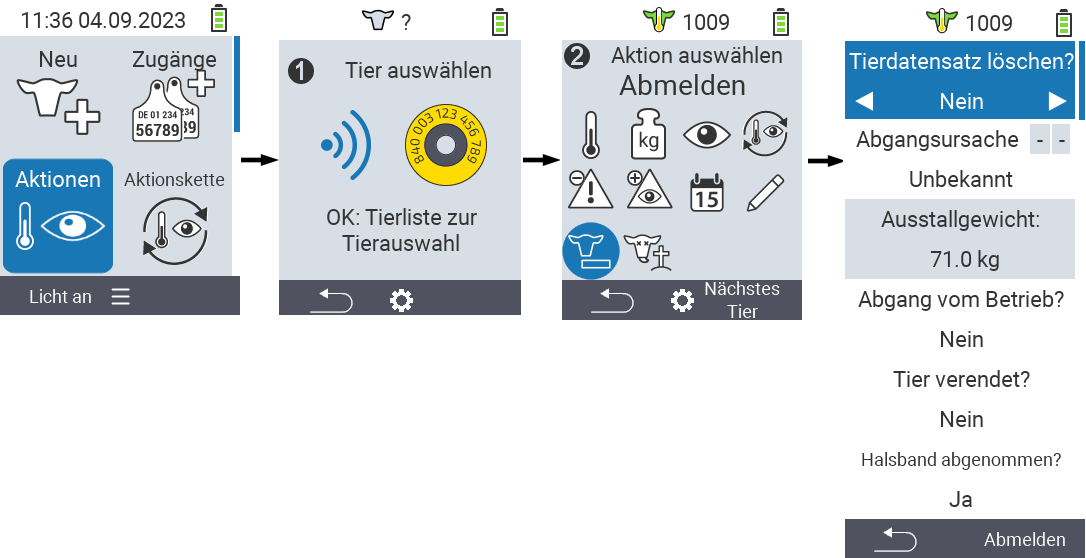 11:36 04.09.2023
Neu
Zugänge
DE 01 234
56789
234
89
Aktionen
Aktionskette
Licht an
?
1
Tier auswählen
840 003 123 456 789
OK: Tierliste zur
Tierauswahl
1009
2
Aktion auswählen
Abmelden
kg
15
Nächstes
Tier
1009
Tierdatensatz löschen?
Nein
Abgangsursache - -
Unbekannt
Ausstallgewicht:
71.0 kg
Abgang vom Betrieb?
Nein
Tier verendet?
Nein
Halsband abgenommen?
Ja
Abmelden